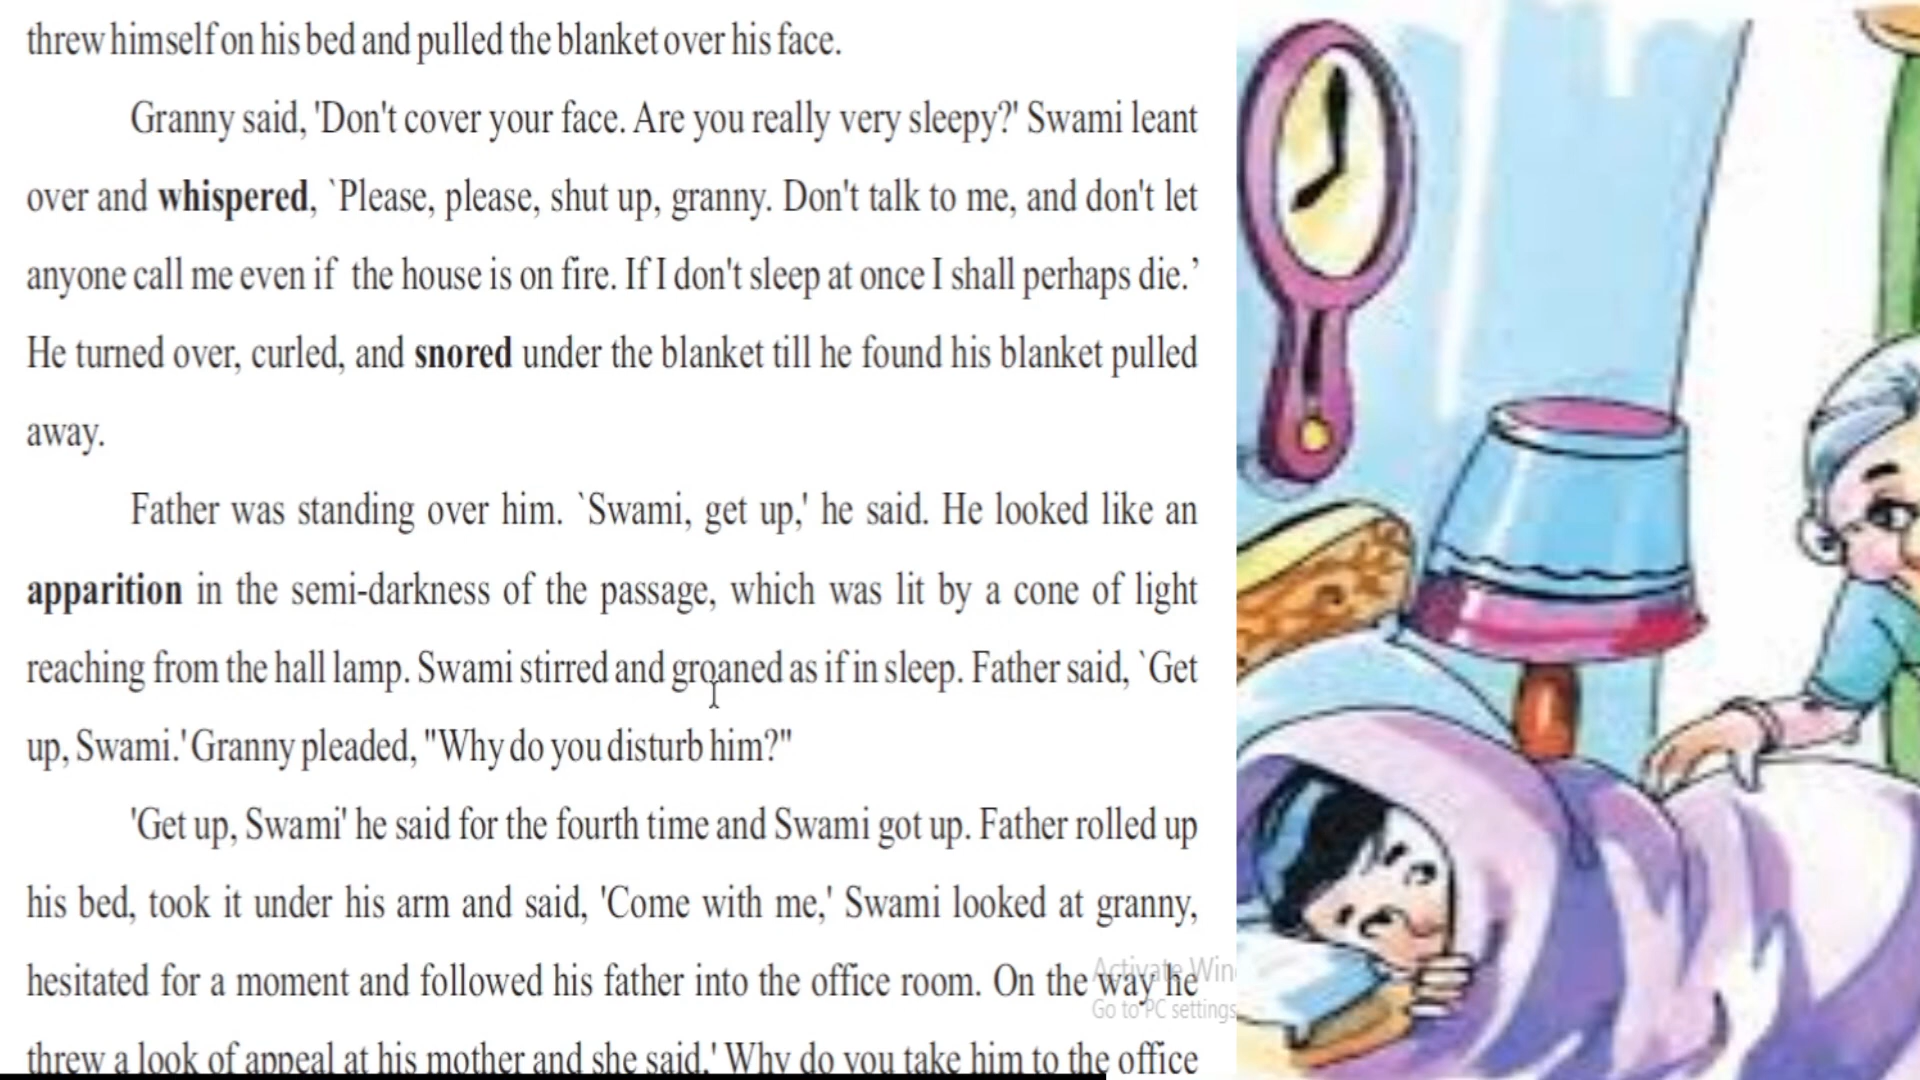 threw himself on his bed and pulled the blanket over his face.
Granny said, 'Don't cover your face. Are you really very sleepy?' Swami leant
over and whispered, `Please, please, shut up, granny. Don't talk to me, and don't let
anyone call me even if the house is on fire. If I don't sleep at once I shall perhaps die.’
He turned over, curled, and snored under the blanket till he found his blanket pulled
away.
Father was standing over him. `Swami, get up,' he said. He looked like an
apparition in the semi-darkness of the passage, which was lit by a cone of light
reaching from the hall lamp. Swami stirred and groaned as if in sleep. Father said, `Get
up, Swami.' Granny pleaded, "Why do you disturb him?"
'Get up, Swami' he said for the fourth time and Swami got up. Father rolled up
his bed, took it under his arm and said, 'Come with me,' Swami looked at granny,
hesitated for a moment and followed his father into the office room. On the way he
threw a look of appeal at his mother and she said,' Why do you take him to the office
Activate Win
Go to PC settings